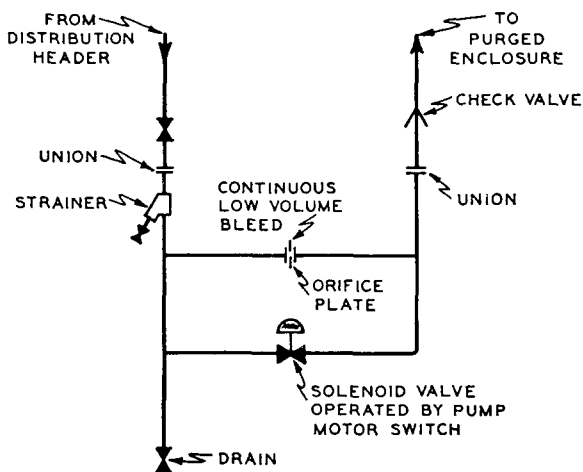 FROM
DISTRIBUTION
HEADER
TO
PURGED
ENCLOSURE
CHECK VALVE
UNION
STRAINER
CONTINUOUS
LOW VOLUME
BLEED
UNION
ORIFICE
PLATE
SOLENOID VALVE
OPERATED BY PUMP
MOTOR SWITCH
DRAIN